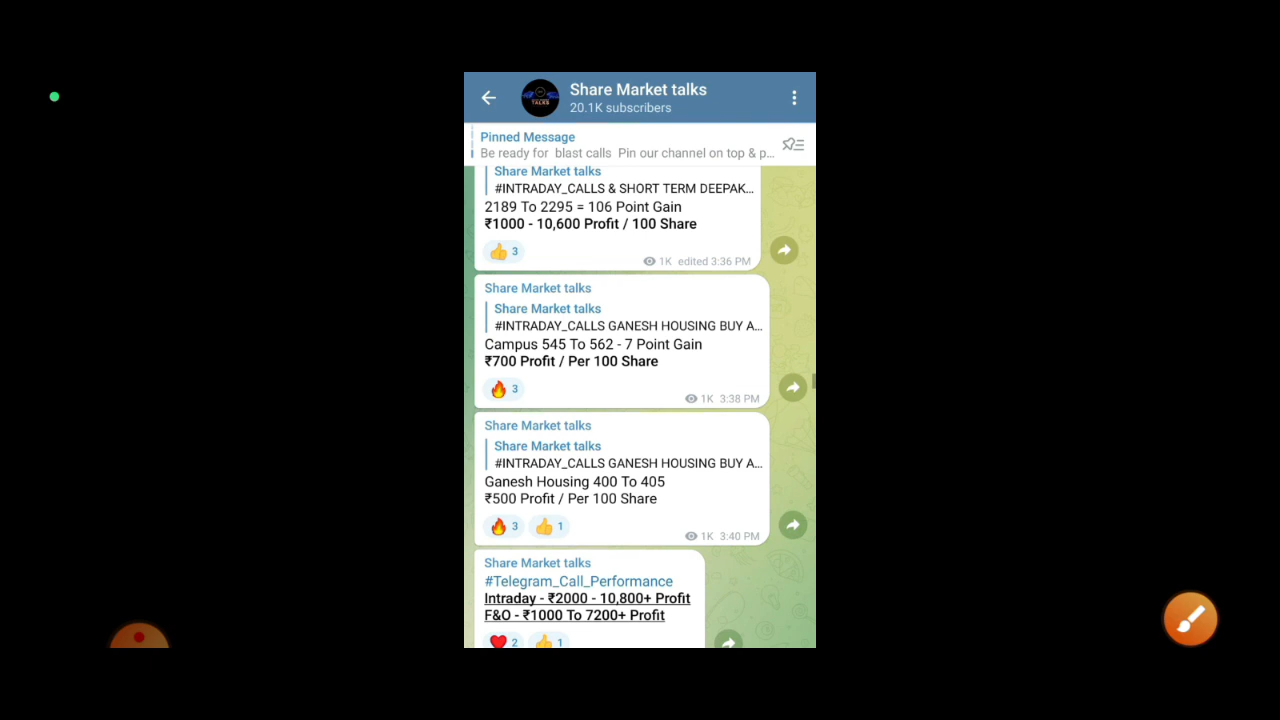 Share Market talks
20.1K subscribers
Pinned Message
Be ready for blast calls Pin our channel on top & p...
Share Market talks
#INTRADAY_CALLS & SHORT TERM DEEPAK...
2189 To 2295 = 106 Point Gain
₹1000 - 10,600 Profit / 100 Share
3
1K edited 3:36 PM
Share Market talks
Share Market talks
#INTRADAY_CALLS GANESH HOUSING BUY A...
Campus 545 To 562 - 7 Point Gain
₹700 Profit / Per 100 Share
3
1K 3:38 PM
Share Market talks
Share Market talks
#INTRADAY_CALLS GANESH HOUSING BUY A...
Ganesh Housing 400 To 405
₹500 Profit / Per 100 Share
3 1
1K 3:40 PM
Share Market talks
#Telegram_Call_Performance
Intraday - ₹2000 - 10,800+ Profit
F&O - ₹1000 To 7200+ Profit
2 1